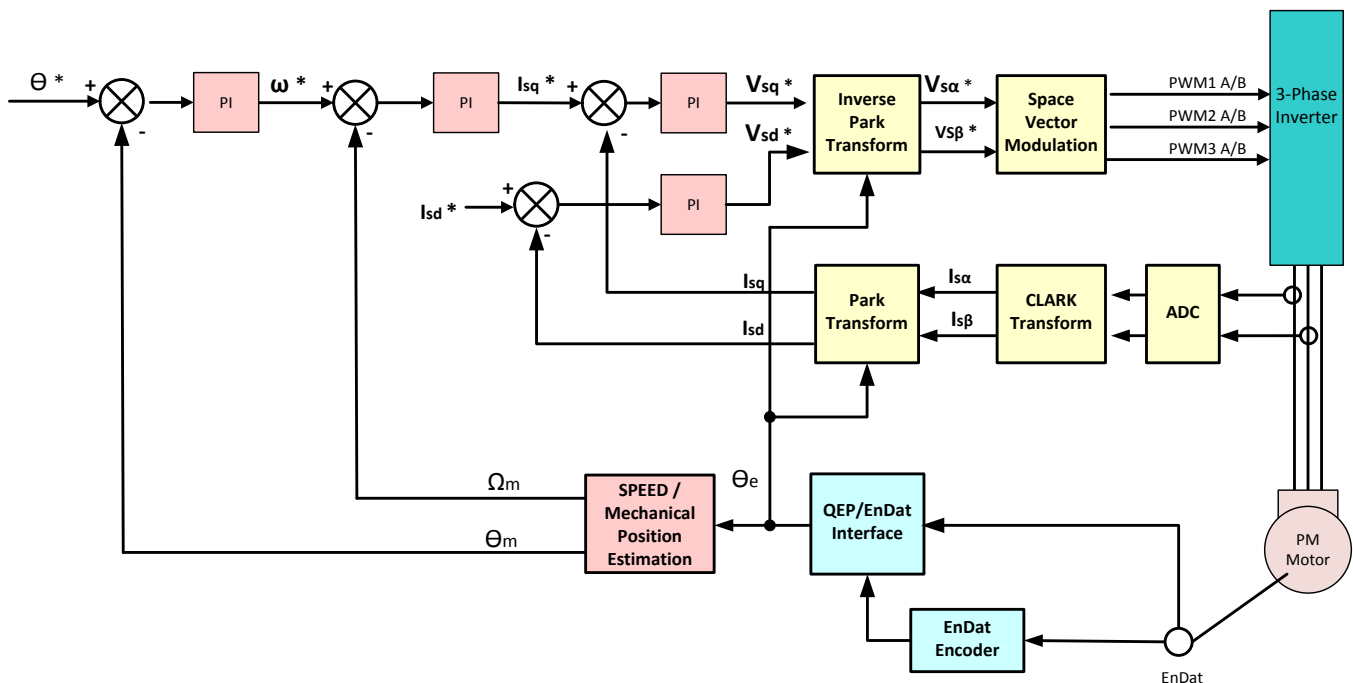 ϴ *
+
-
PI
ω *
+
-
PI
Isq *
+
-
PI
Vsq *
Vsd *
Inverse
Park
Transform
Vsα *
VSβ *
Space
Vector
Modulation
PWM1 A/B
PWM2 A/B
PWM3 A/B
3-Phase
Inverter
Isd *
+
-
PI
Isq
Isd
Park
Transform
Isα
Isβ
CLARK
Transform
ADC
Ωm
ϴm
SPEED /
Mechanical
Position
Estimation
ϴe
QEP/EnDat
Interface
EnDat
Encoder
PM
Motor
EnDat